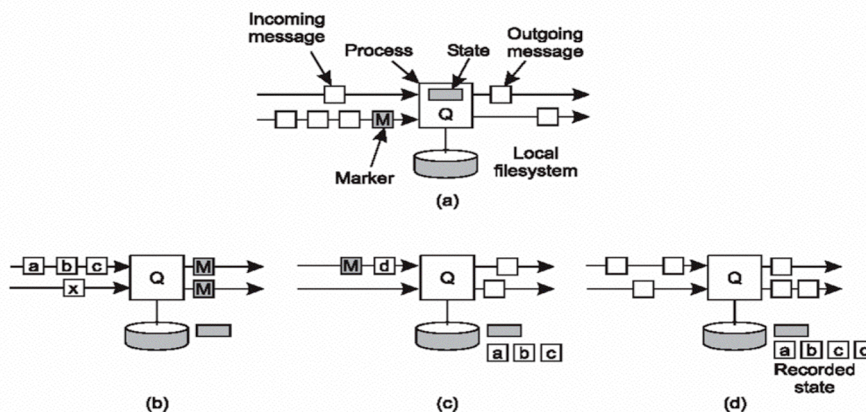 Incoming message
Process
State
Outgoing message
Q
M
Marker
Local filesystem
(a)
a b c M
Q
x M
(b)
M d
Q
a b c
(c)
Q
a b c d
Recorded state
(d)